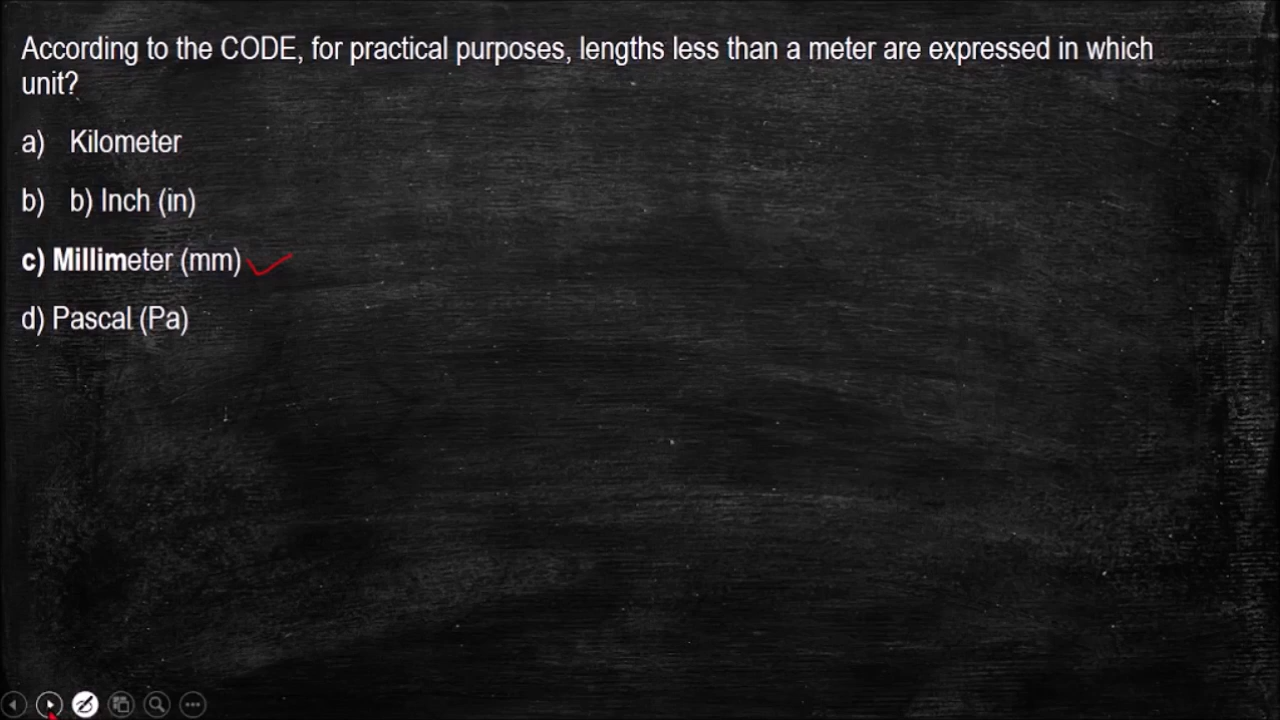 According to the CODE, for practical purposes, lengths less than a meter are expressed in which
unit?
a) Kilometer
b) b) Inch (in)
c) Millimeter (mm)
d) Pascal (Pa)